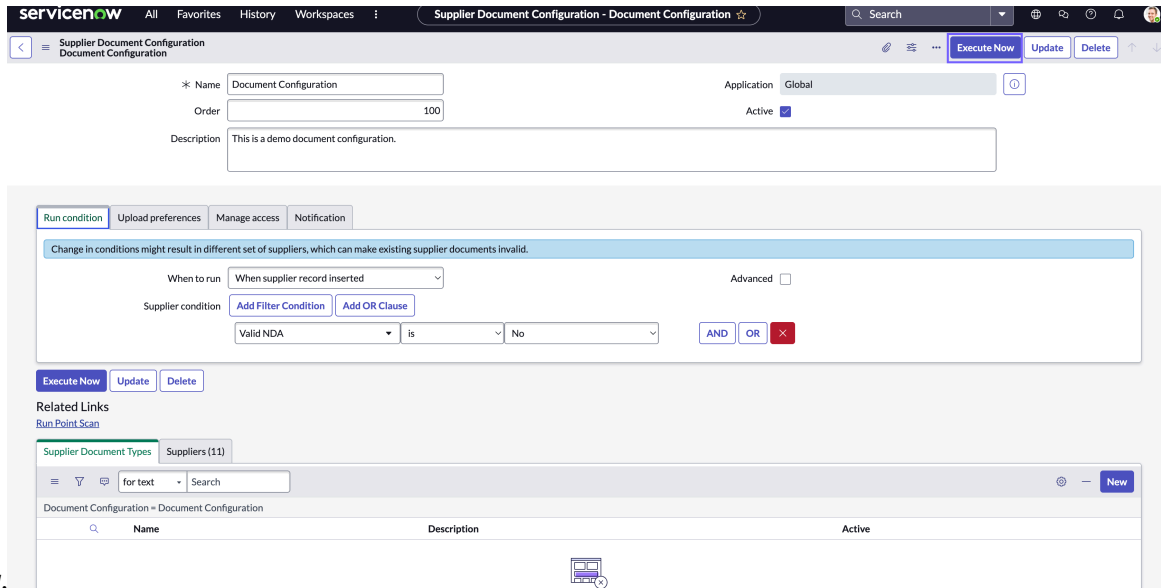 servicenow All Favorites History Workspaces Supplier Document Configuration - Document Configuration Search
Supplier Document Configuration
Document Configuration
Execute Now Update Delete
Name Document Configuration Application Global
Order 100 Active
Description This is a demo document configuration.
Run condition Upload preferences Manage access Notification
Change in conditions might result in different set of suppliers, which can make existing supplier documents invalid.
When to run When supplier record inserted Advanced
Supplier condition Add Filter Condition Add OR Clause
Valid NDA is No AND OR
Execute Now Update Delete
Related Links
Run Point Scan
Supplier Document Types Suppliers (11)
for text Search New
Document Configuration = Document Configuration
Name Description Active